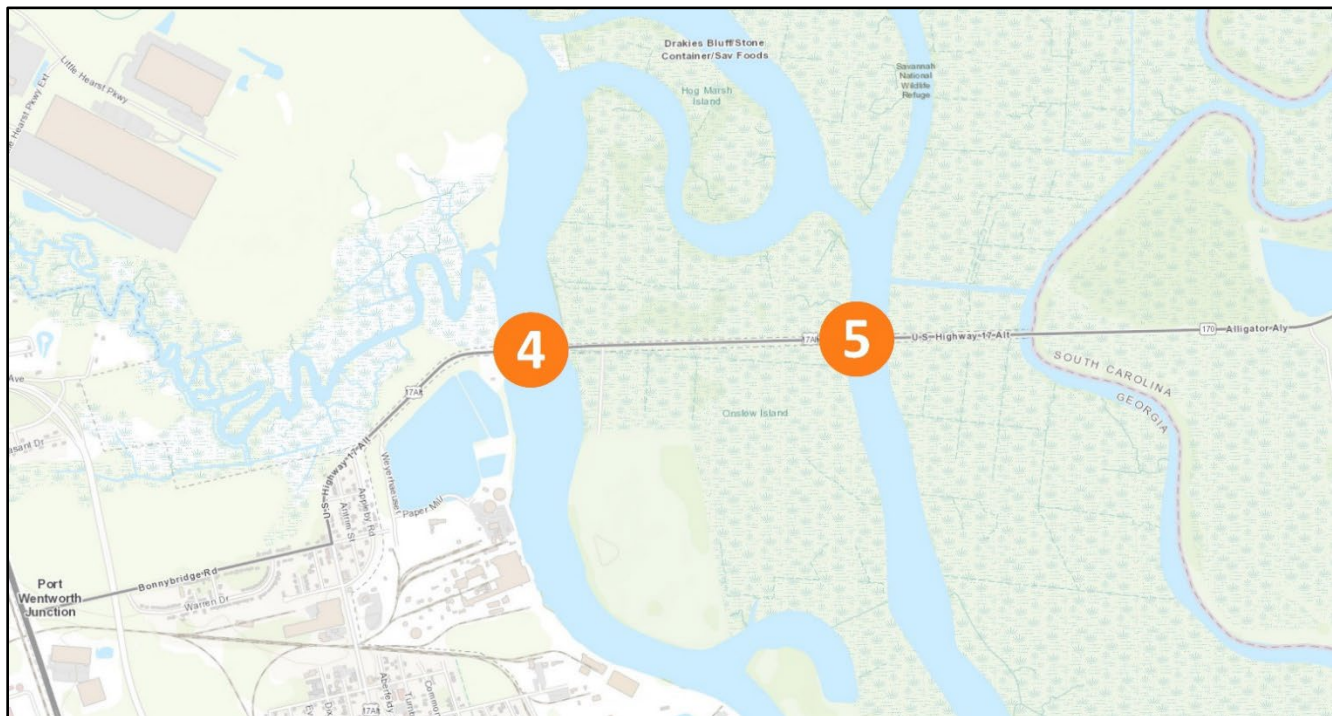 Little Hearst Pkwy
Hearst Pkwy Ext
Drakies Bluff/Stone
Container/Sav Foods
Hog Marsh
Island
Savannah
National
Wildlife
Refuge
4
5
17Alt
U-S-Highway-17-Alt
170
Alligator Aly
SOUTH CAROLINA
GEORGIA
Onslow Island
Ave
17Alt
U-S-Highway-17-Alt
Weyerhaeuser
Paper Mill
Appleby Rd
Antrim St
Bonnybridge Rd
Warren Dr
Port
Wentworth
Junction
Aberfeldy
17Alt